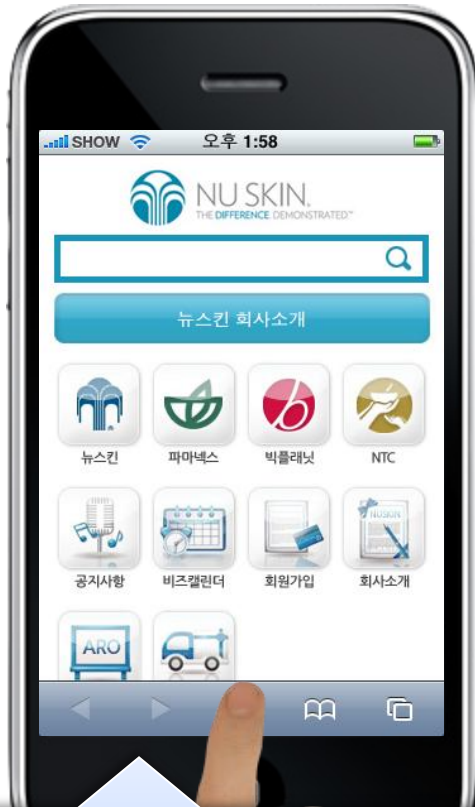 SHOW 오후 1:58
NU SKIN.
THE DIFFERENCE DEMONSTRATED.™
뉴스킨 회사소개
b
뉴스킨 파마넥스 빅플래닛 NTC
NUSKIN
공지사항 비즈캘린더 회원가입 회사소개
ARO